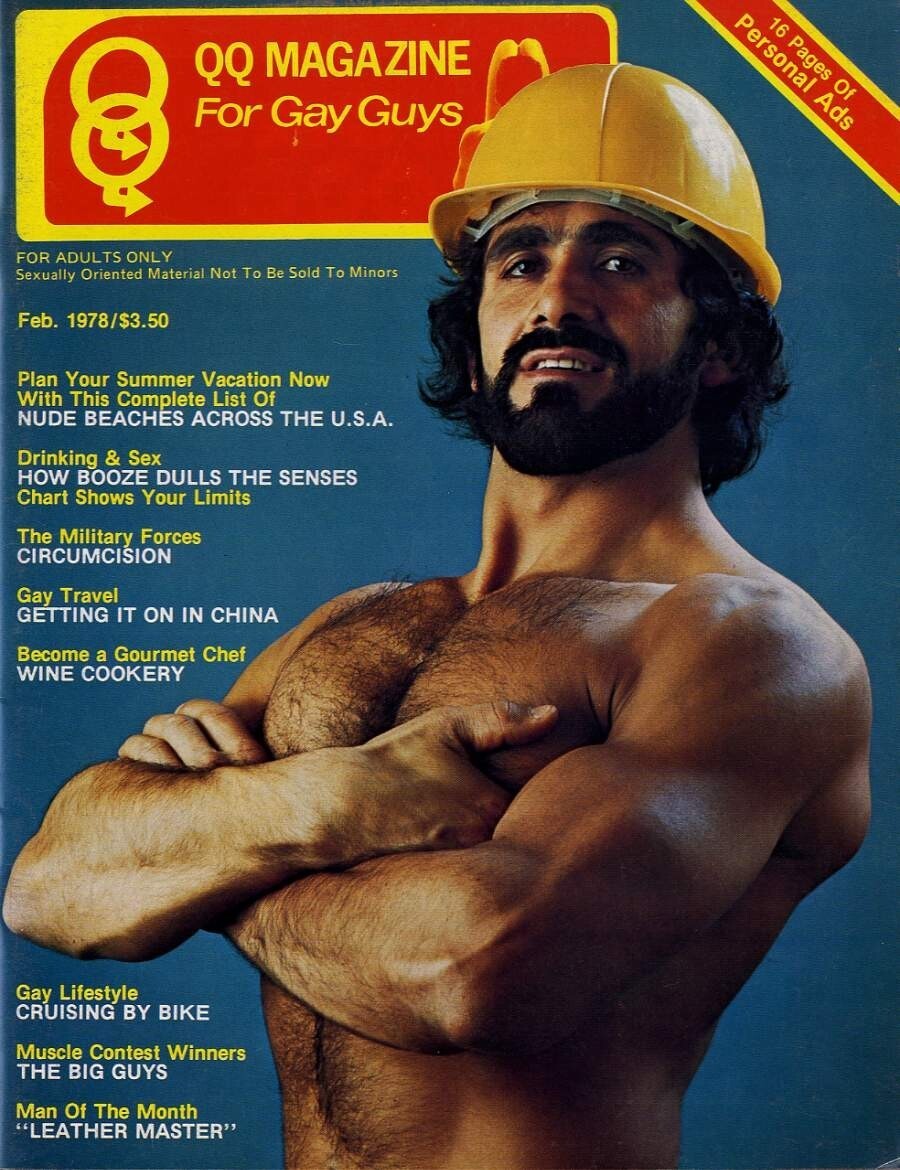 QQ MAGAZINE
For Gay Guys
16 Pages Of
Personal Ads
FOR ADULTS ONLY
Sexually Oriented Material Not To Be Sold To Minors
Feb. 1978/$3.50
Plan Your Summer Vacation Now
With This Complete List Of
NUDE BEACHES ACROSS THE U.S.A.
Drinking & Sex
HOW BOOZE DULLS THE SENSES
Chart Shows Your Limits
The Military Forces
CIRCUMCISION
Gay Travel
GETTING IT ON IN CHINA
Become a Gourmet Chef
WINE COOKERY
Gay Lifestyle
CRUISING BY BIKE
Muscle Contest Winners
THE BIG GUYS
Man Of The Month
“LEATHER MASTER”